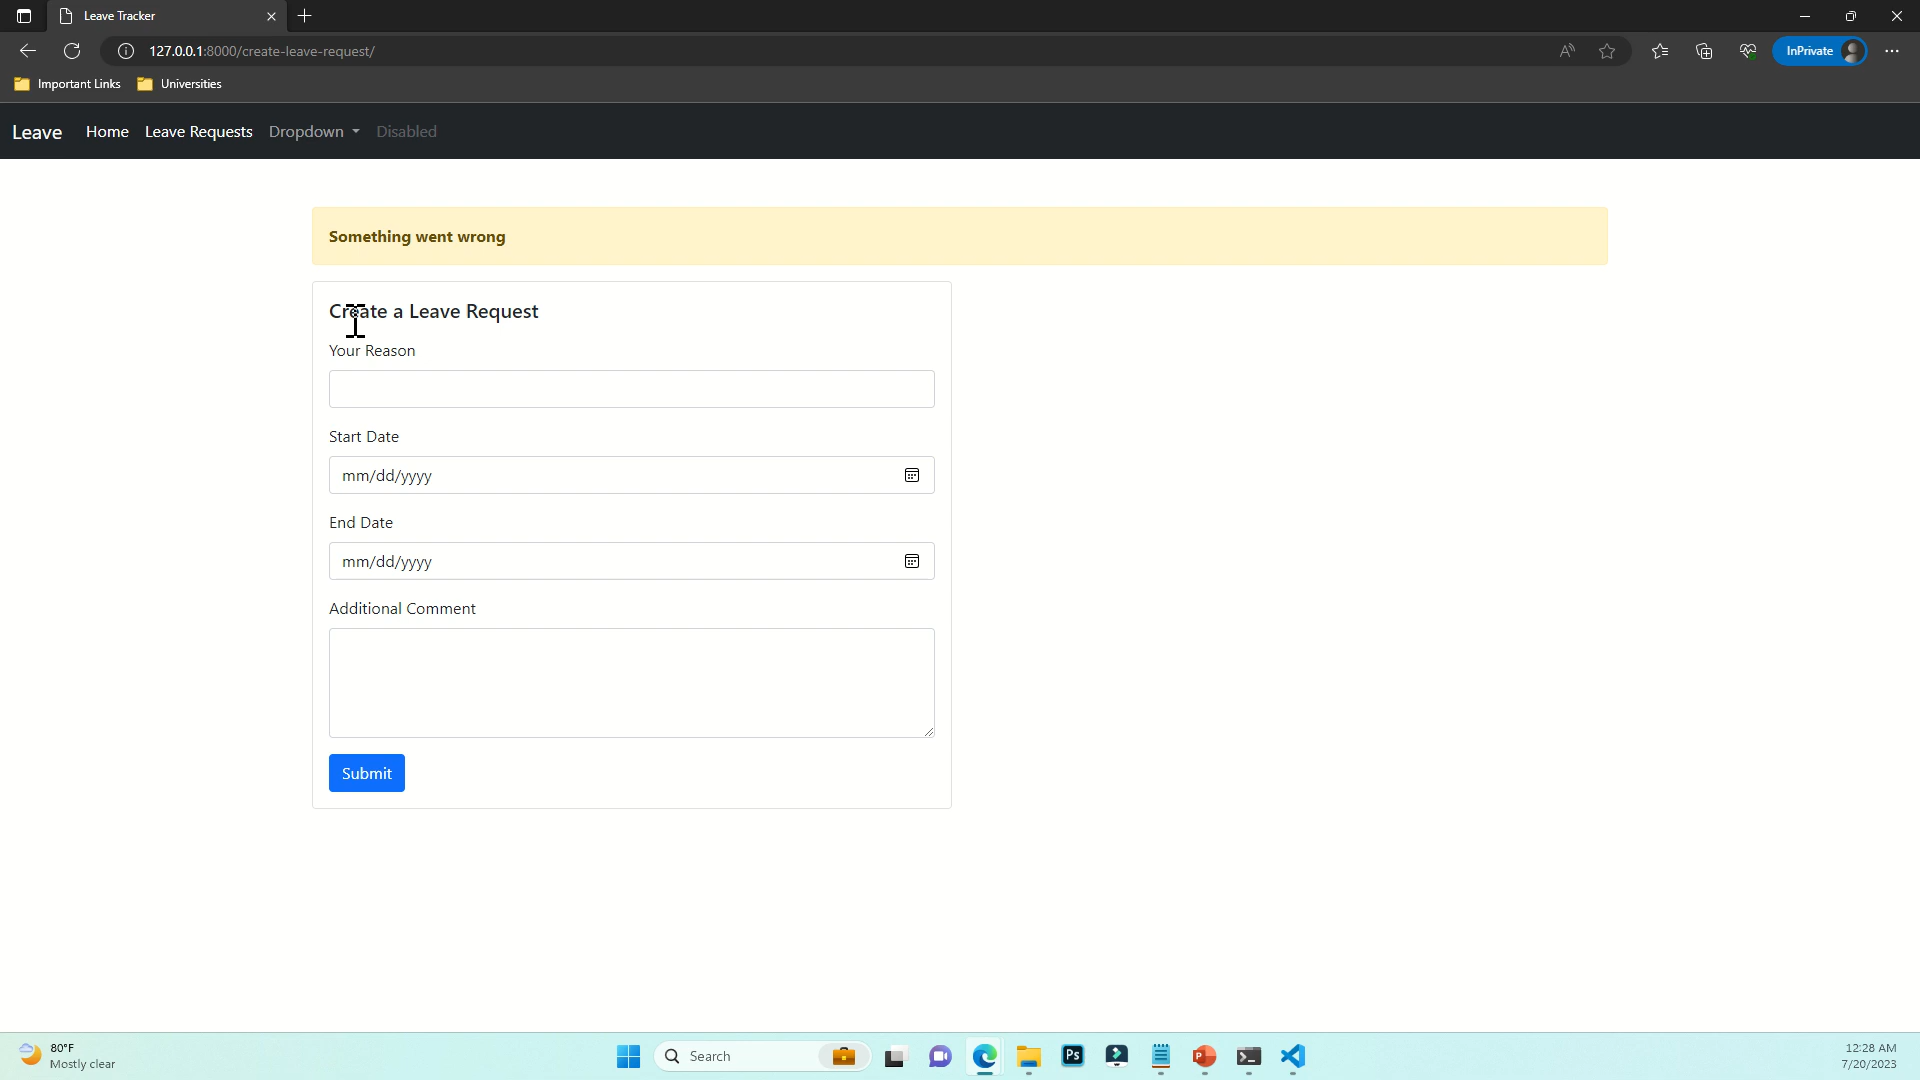 Leave Tracker
127.0.0.1:8000/create-leave-request/
InPrivate
Important Links Universities
Leave Home Leave Requests Dropdown Disabled
Something went wrong
Create a Leave Request
Your Reason
Start Date
mm/dd/yyyy
End Date
mm/dd/yyyy
Additional Comment
Submit
80°F
Mostly clear
Search
Ps
12:28 AM
7/20/2023